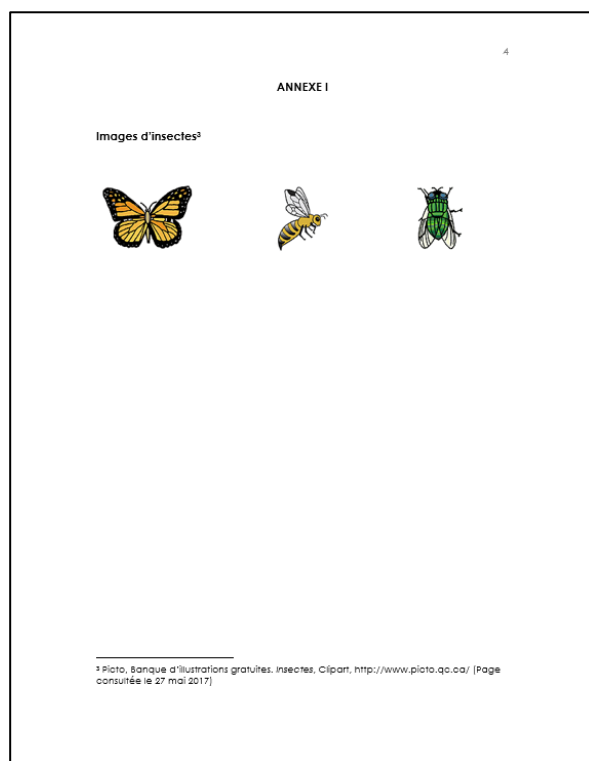 4
ANNEXE I
Images d'insectes³
³ Picto, Banque d'illustrations gratuites. Insectes, Clipart, http://www.picto.qc.ca/ (Page
consultée le 27 mai 2017)